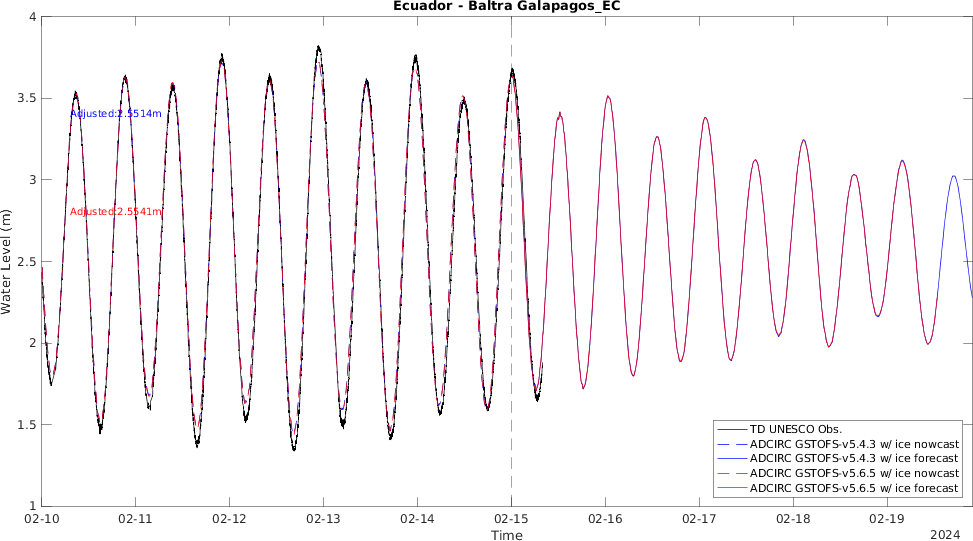 Ecuador - Baltra Galapagos_EC
4
3.5
3
2.5
2
1.5
1
Water Level (m)
Adjusted:2.5514m
Adjusted:2.5541m
TD UNESCO Obs.
ADCIRC GSTOFS-v5.4.3 w/ ice nowcast
ADCIRC GSTOFS-v5.4.3 w/ ice forecast
ADCIRC GSTOFS-v5.6.5 w/ ice nowcast
ADCIRC GSTOFS-v5.6.5 w/ ice forecast
02-10 02-11 02-12 02-13 02-14 02-15 02-16 02-17 02-18 02-19
Time
2024